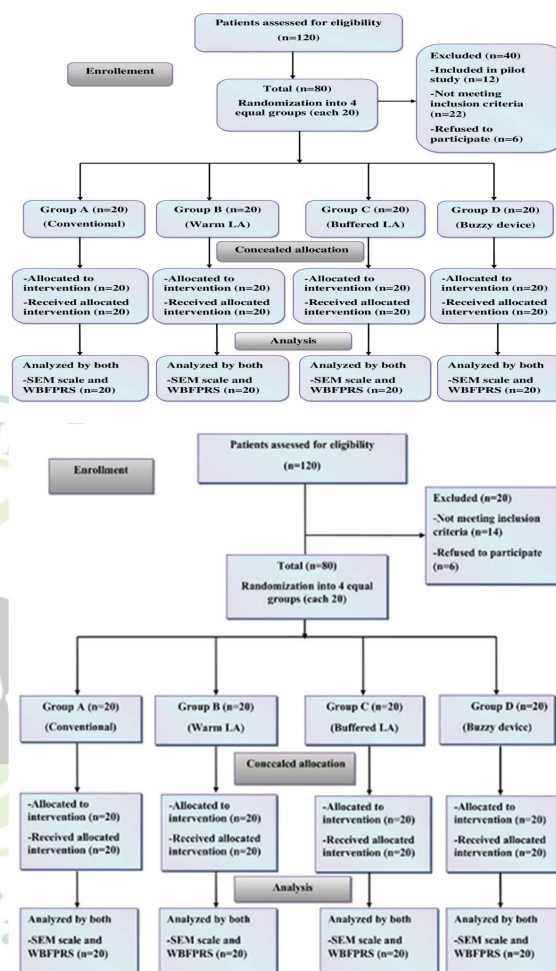 Patients assessed for eligibility
(n=120)
Enrollement
Excluded (n=40)
-Included in pilot
study (n=12)
-Not meeting
inclusion criteria
(n=22)
-Refused to
participate (n=6)
Total (n=80)
Randomization into 4
equal groups (each 20)
Group A (n=20)
(Conventional)
Group B (n=20)
(Warm LA)
Group C (n=20)
(Buffered LA)
Group D (n=20)
(Buzzy device)
Concealed allocation
-Allocated to
intervention (n=20)
-Received allocated
intervention (n=20)
-Allocated to
intervention (n=20)
-Received allocated
intervention (n=20)
-Allocated to
intervention (n=20)
-Received allocated
intervention (n=20)
-Allocated to
intervention (n=20)
-Received allocated
intervention (n=20)
Analysis
Analyzed by both
-SEM scale and
WBFPRS (n=20)
Analyzed by both
-SEM scale and
WBFPRS (n=20)
Analyzed by both
-SEM scale and
WBFPRS (n=20)
Analyzed by both
-SEM scale and
WBFPRS (n=20)
Patients assessed for eligibility
(n=120)
Enrollment
Excluded (n=20)
-Not meeting inclusion
criteria (n=14)
-Refused to participate
(n=6)
Total (n=80)
Randomization into 4 equal
groups (each 20)
Group A (n=20)
(Conventional)
Group B (n=20)
(Warm LA)
Group C (n=20)
(Buffered LA)
Group D (n=20)
(Buzzy device)
Concealed allocation
-Allocated to
intervention (n=20)
-Received allocated
intervention (n=20)
-Allocated to
intervention (n=20)
-Received allocated
intervention (n=20)
-Allocated to
intervention (n=20)
-Received allocated
intervention (n=20)
-Allocated to
intervention (n=20)
-Received allocated
intervention (n=20)
Analysis
Analyzed by both
-SEM scale and
WBFPRS (n=20)
Analyzed by both
-SEM scale and
WBFPRS (n=20)
Analyzed by both
-SEM scale and
WBFPRS (n=20)
Analyzed by both
-SEM scale and
WBFPRS (n=20)